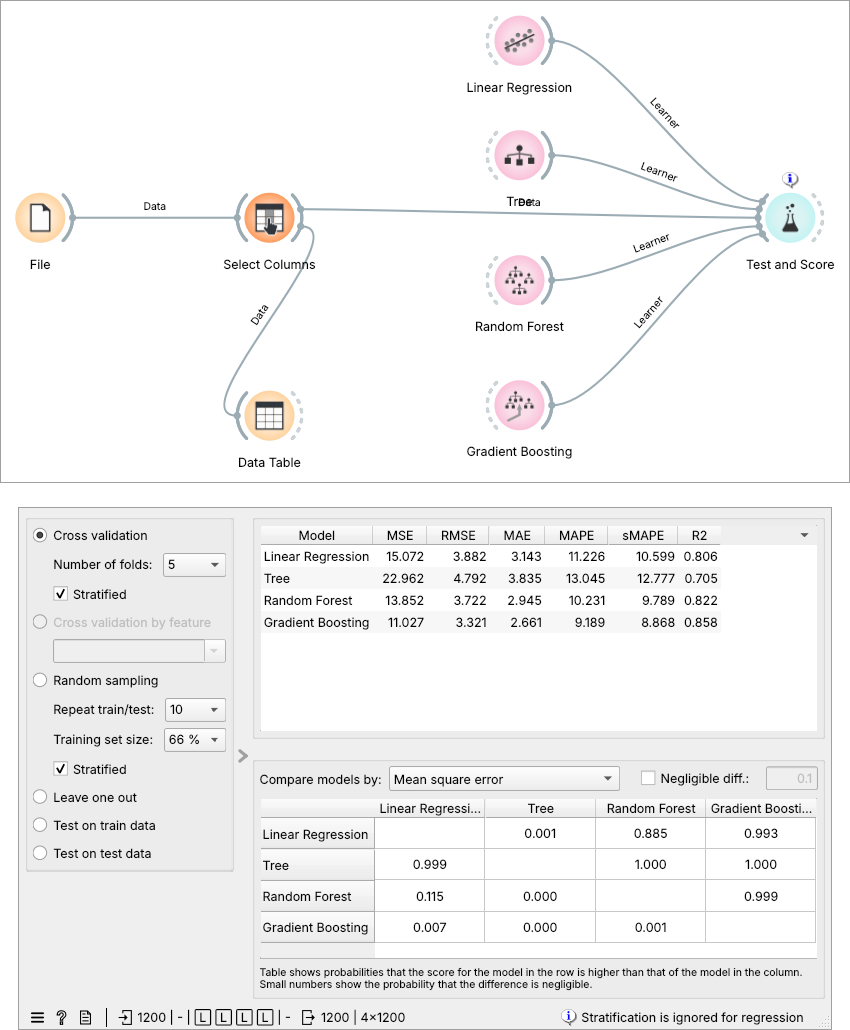 Linear Regression
Learner
Learner
Tree
Data
Data
File
Select Columns
Learner
Test and Score
Data
Learner
Random Forest
Gradient Boosting
Data Table
Cross validation
Number of folds: 5
Stratified
Cross validation by feature
Random sampling
Repeat train/test: 10
Training set size: 66 %
Stratified
Leave one out
Test on train data
Test on test data
Model MSE RMSE MAE MAPE sMAPE R2
Linear Regression 15.072 3.882 3.143 11.226 10.599 0.806
Tree 22.962 4.792 3.835 13.045 12.777 0.705
Random Forest 13.852 3.722 2.945 10.231 9.789 0.822
Gradient Boosting 11.027 3.321 2.661 9.189 8.868 0.858
Compare models by: Mean square error Negligible diff.: 0.1
Linear Regressi... Tree Random Forest Gradient Boosti...
Linear Regression 0.001 0.885 0.993
Tree 0.999 1.000 1.000
Random Forest 0.115 0.000 0.999
Gradient Boosting 0.007 0.000 0.001
Table shows probabilities that the score for the model in the row is higher than that of the model in the column.
Small numbers show the probability that the difference is negligible.
1200 | - | L L L L | - 1200 | 4×1200
Stratification is ignored for regression